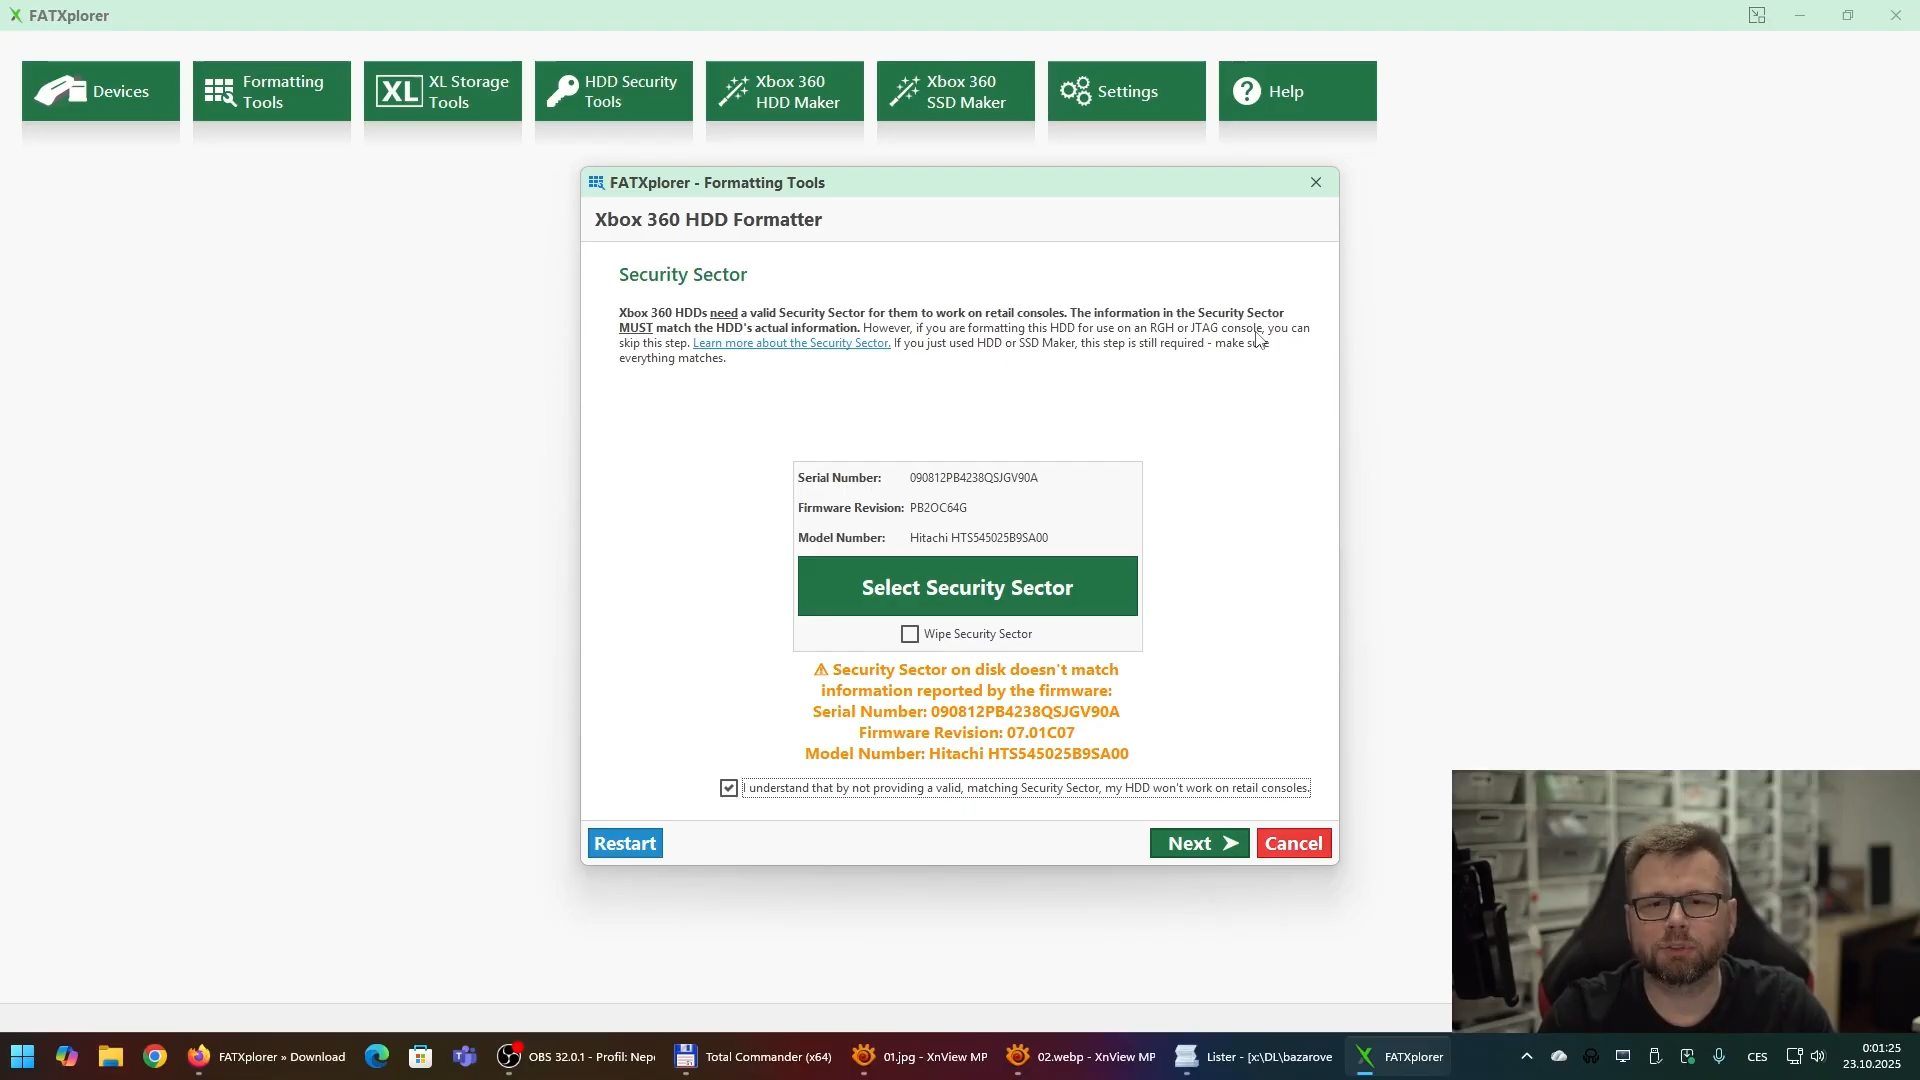 FATXplorer
Devices
Formatting
Tools
XL
XL Storage
Tools
HDD Security
Tools
Xbox 360
HDD Maker
Xbox 360
SSD Maker
Settings
Help
FATXplorer - Formatting Tools
Xbox 360 HDD Formatter
Security Sector
Xbox 360 HDDs need a valid Security Sector for them to work on retail consoles. The information in the Security Sector
MUST match the HDD's actual information. However, if you are formatting this HDD for use on an RGH or JTAG console, you can
skip this step. Learn more about the Security Sector. If you just used HDD or SSD Maker, this step is still required - make sure
everything matches.
Serial Number: 090812PB4238QSJGV90A
Firmware Revision: PB2OC64G
Model Number: Hitachi HTS545025B9SA00
Select Security Sector
Wipe Security Sector
⚠ Security Sector on disk doesn't match
information reported by the firmware:
Serial Number: 090812PB4238QSJGV90A
Firmware Revision: 07.01C07
Model Number: Hitachi HTS545025B9SA00
I understand that by not providing a valid, matching Security Sector, my HDD won't work on retail consoles.
Restart
Next
Cancel
FATXplorer » Download
OBS 32.0.1 - Profil: Nep
Total Commander (x64)
01.jpg - XnView MP
02.webp - XnView MP
Lister - [x:\DL\bazarove
FATXplorer
CES
0:01:25
23.10.2025